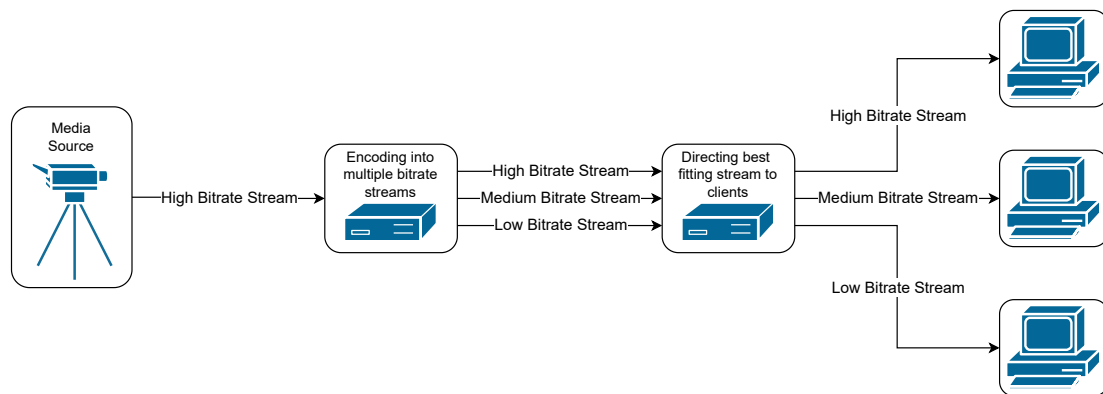 Media
Source
High Bitrate Stream
Encoding into
multiple bitrate
streams
High Bitrate Stream
Medium Bitrate Stream
Low Bitrate Stream
Directing best
fitting stream to
clients
High Bitrate Stream
Medium Bitrate Stream
Low Bitrate Stream